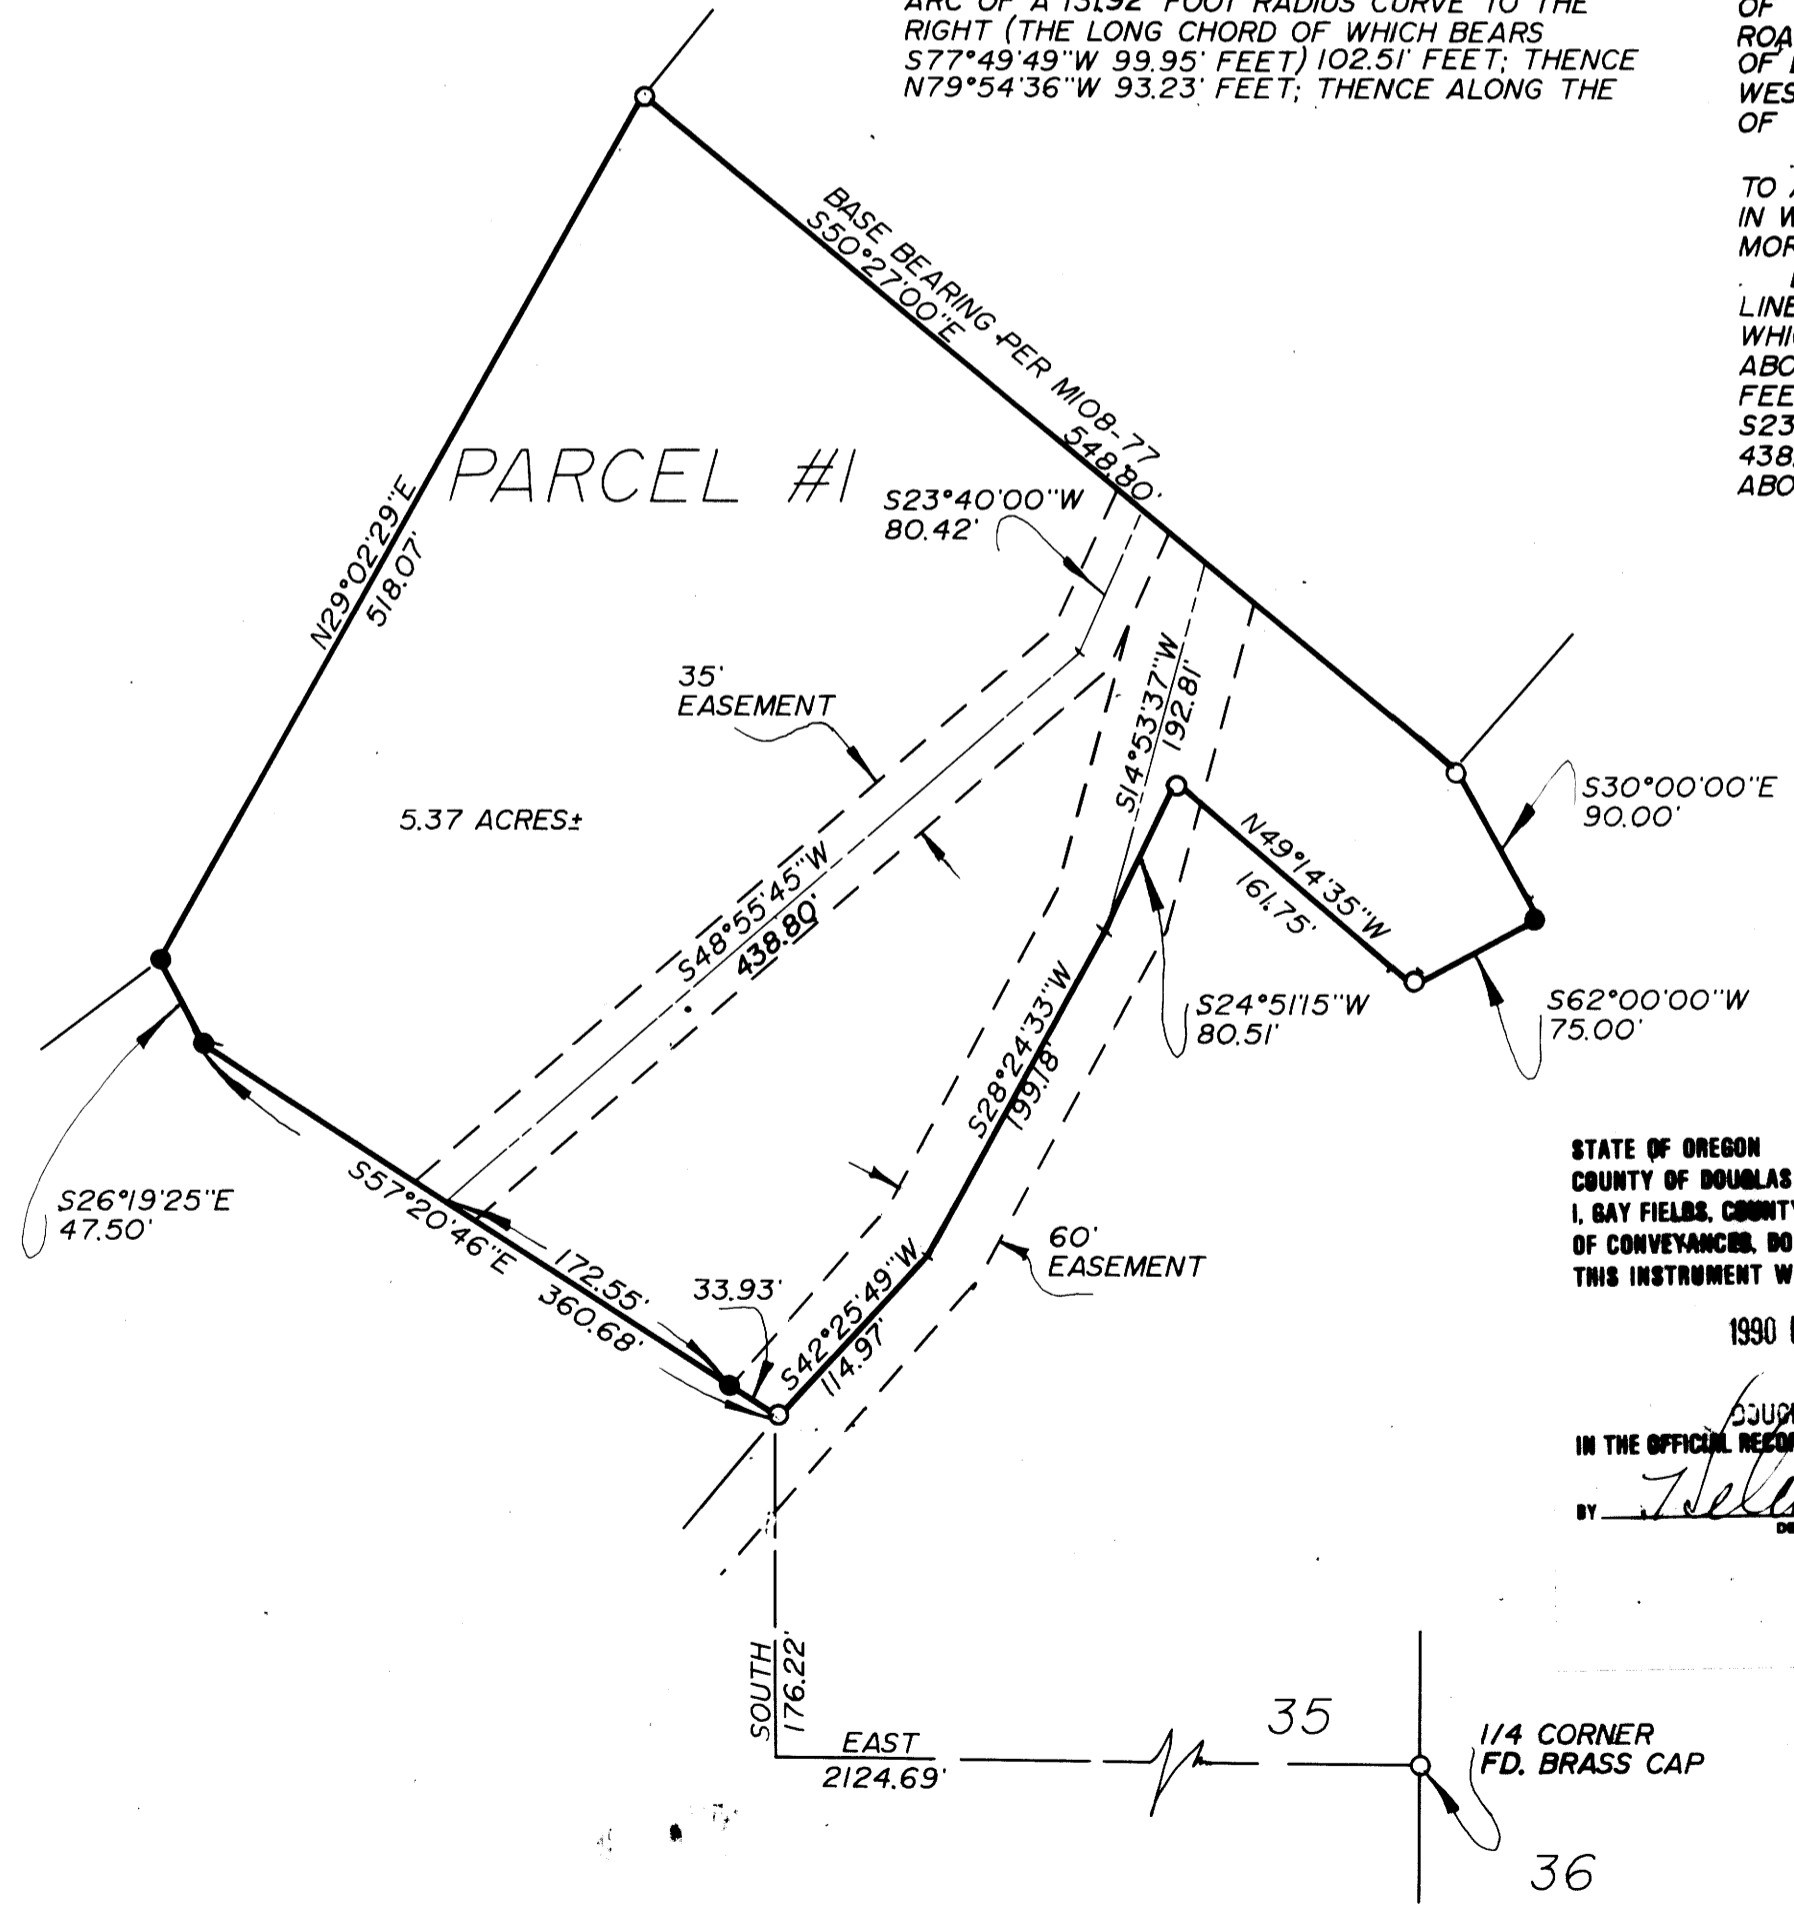 ARC OF A 131.92' FOOT RADIUS CURVE TO THE
RIGHT (THE LONG CHORD OF WHICH BEARS
S77°49'49"W 99.95' FEET) 102.51' FEET; THENCE
N79°54'36"W 93.23' FEET; THENCE ALONG THE
OF
ROA
OF
WES
OF
TO
IN W
MOR
LINE
WHIC
ABO
FEE
S23
438.
ABO
BASE BEARING PER M108-77
S50°27'00"E
548.80'
PARCEL #1
S23°40'00"W
80.42'
N29°02'29"E
518.07'
35'
EASEMENT
S14°53'37"W
192.81'
S30°00'00"E
90.00'
5.37 ACRES±
N49°14'35"W
161.75'
S48°55'45"W
438.80'
S24°51'15"W
80.51'
S62°00'00"W
75.00'
S28°24'33"W
199.18'
S26°19'25"E
47.50'
S57°20'46"E
172.55'
360.68'
33.93'
S42°25'49"W
114.97'
60'
EASEMENT
STATE OF OREGON
COUNTY OF DOUGLAS
I, GAY FIELDS, COUNTY
OF CONVEYANCES, DO
THIS INSTRUMENT W
1990
DOUG
IN THE OFFICIAL RECO
BY
SOUTH
176.22'
EAST
2124.69'
35
1/4 CORNER
FD. BRASS CAP
36